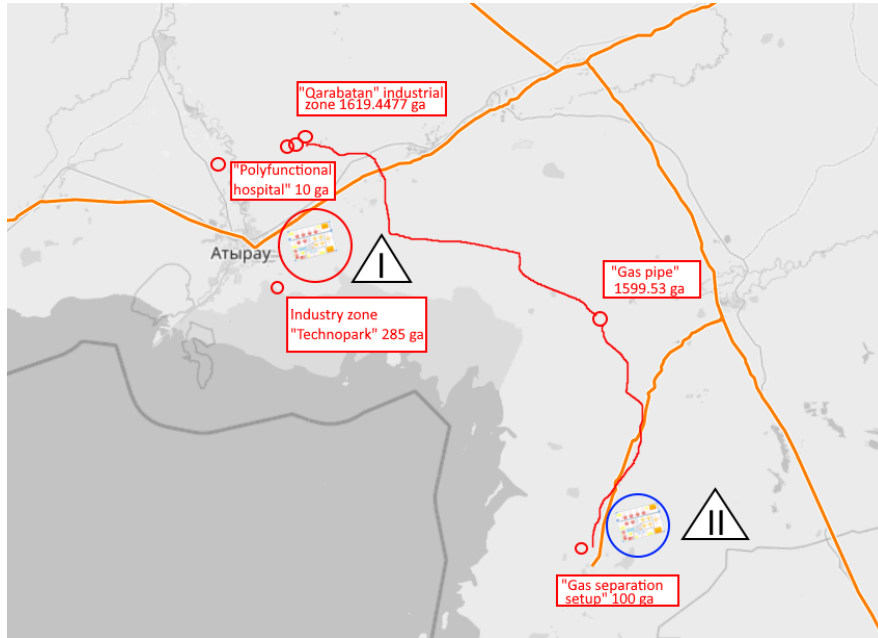 "Qarabatan" industrial
zone 1619.4477 ga
"Polyfunctional
hospital" 10 ga
Атырау
I
"Gas pipe"
1599.53 ga
Industry zone
"Technopark" 285 ga
II
"Gas separation
setup" 100 ga